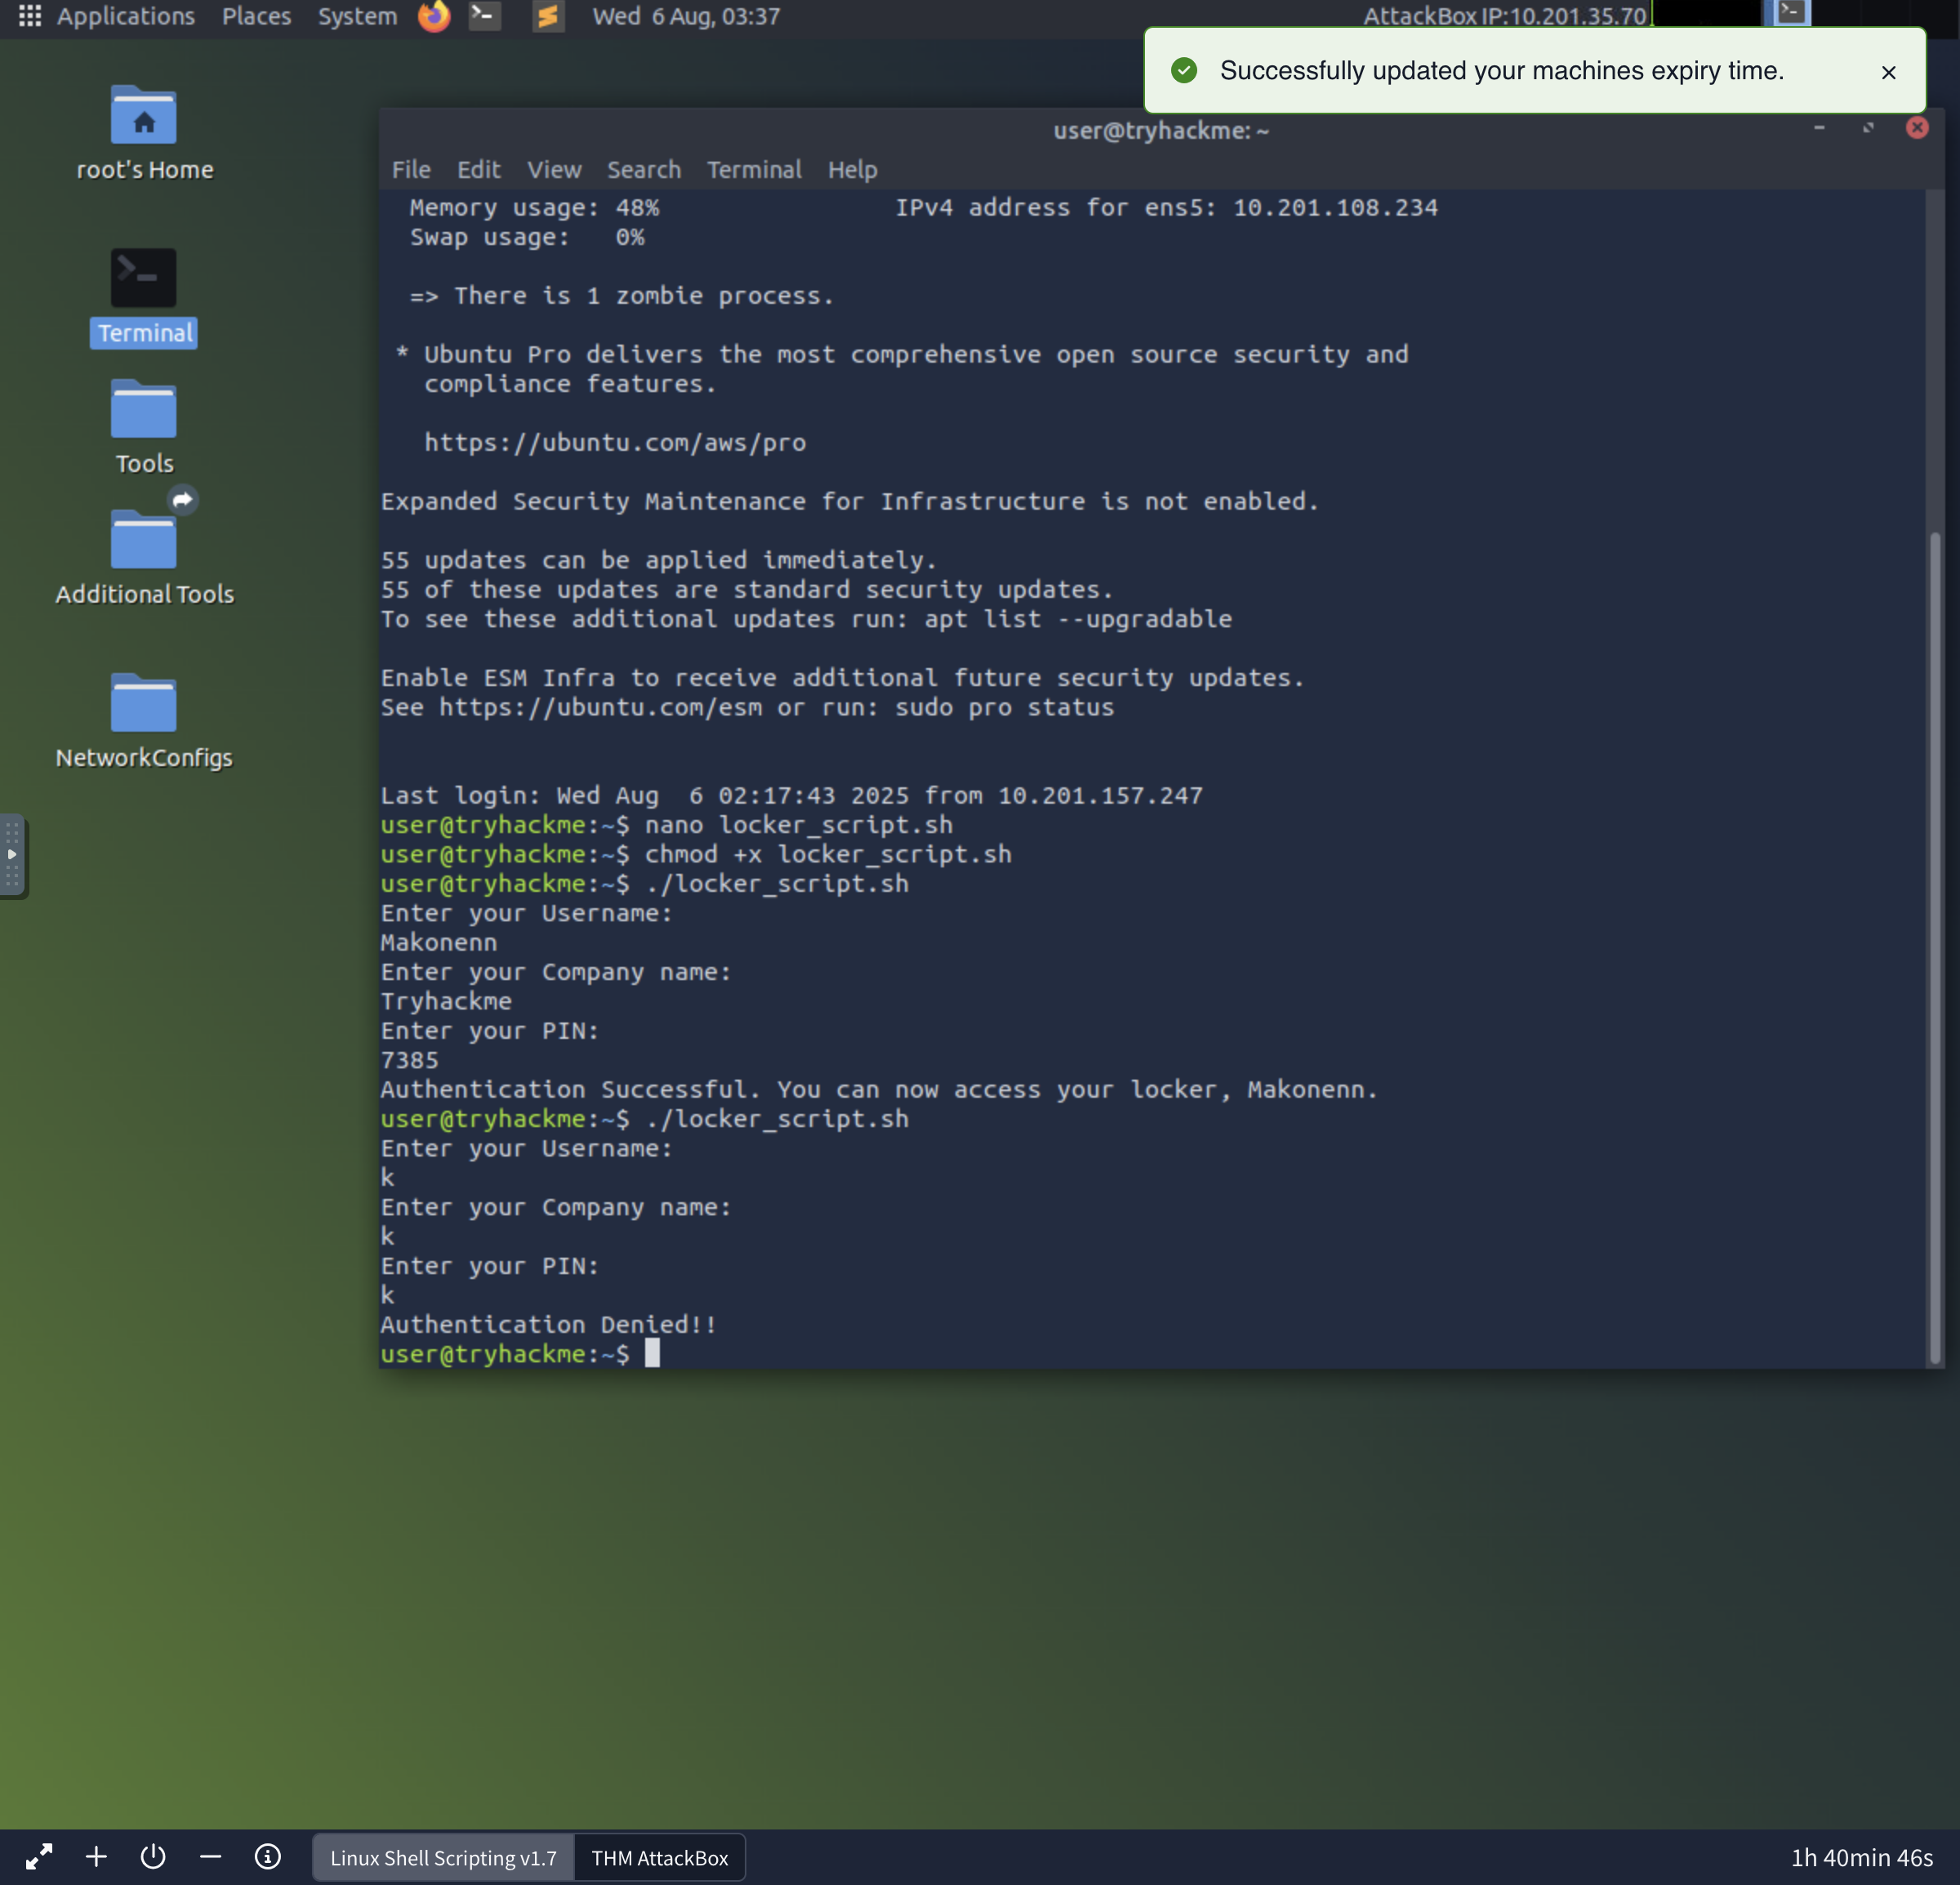 Applications Places System Wed 6 Aug, 03:37 AttackBox IP:10.201.35.70
Successfully updated your machines expiry time.
root's Home
Terminal
Tools
Additional Tools
NetworkConfigs
user@tryhackme: ~
File Edit View Search Terminal Help
Memory usage: 48% IPv4 address for ens5: 10.201.108.234
Swap usage: 0%
=> There is 1 zombie process.
* Ubuntu Pro delivers the most comprehensive open source security and
compliance features.
https://ubuntu.com/aws/pro
Expanded Security Maintenance for Infrastructure is not enabled.
55 updates can be applied immediately.
55 of these updates are standard security updates.
To see these additional updates run: apt list --upgradable
Enable ESM Infra to receive additional future security updates.
See https://ubuntu.com/esm or run: sudo pro status
Last login: Wed Aug  6 02:17:43 2025 from 10.201.157.247
user@tryhackme:~$ nano locker_script.sh
user@tryhackme:~$ chmod +x locker_script.sh
user@tryhackme:~$ ./locker_script.sh
Enter your Username:
Makonenn
Enter your Company name:
Tryhackme
Enter your PIN:
7385
Authentication Successful. You can now access your locker, Makonenn.
user@tryhackme:~$ ./locker_script.sh
Enter your Username:
k
Enter your Company name:
k
Enter your PIN:
k
Authentication Denied!!
user@tryhackme:~$
Linux Shell Scripting v1.7 THM AttackBox 1h 40min 46s